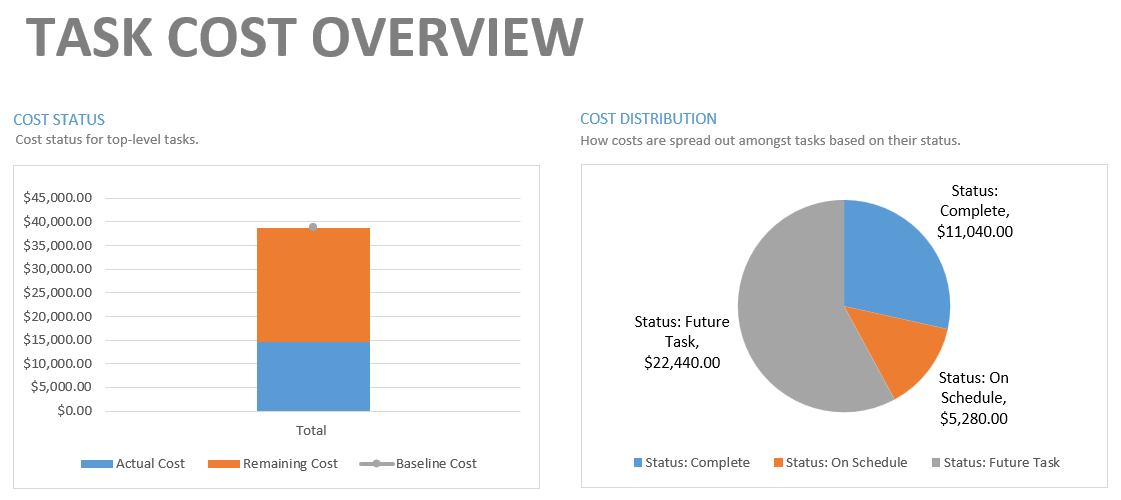 TASK COST OVERVIEW
COST STATUS
Cost status for top-level tasks.
$45,000.00
$40,000.00
$35,000.00
$30,000.00
$25,000.00
$20,000.00
$15,000.00
$10,000.00
$5,000.00
$0.00
Total
Actual Cost
Remaining Cost
Baseline Cost
COST DISTRIBUTION
How costs are spread out amongst tasks based on their status.
Status:
Complete,
$11,040.00
Status: Future
Task,
$22,440.00
Status: On
Schedule,
$5,280.00
Status: Complete
Status: On Schedule
Status: Future Task